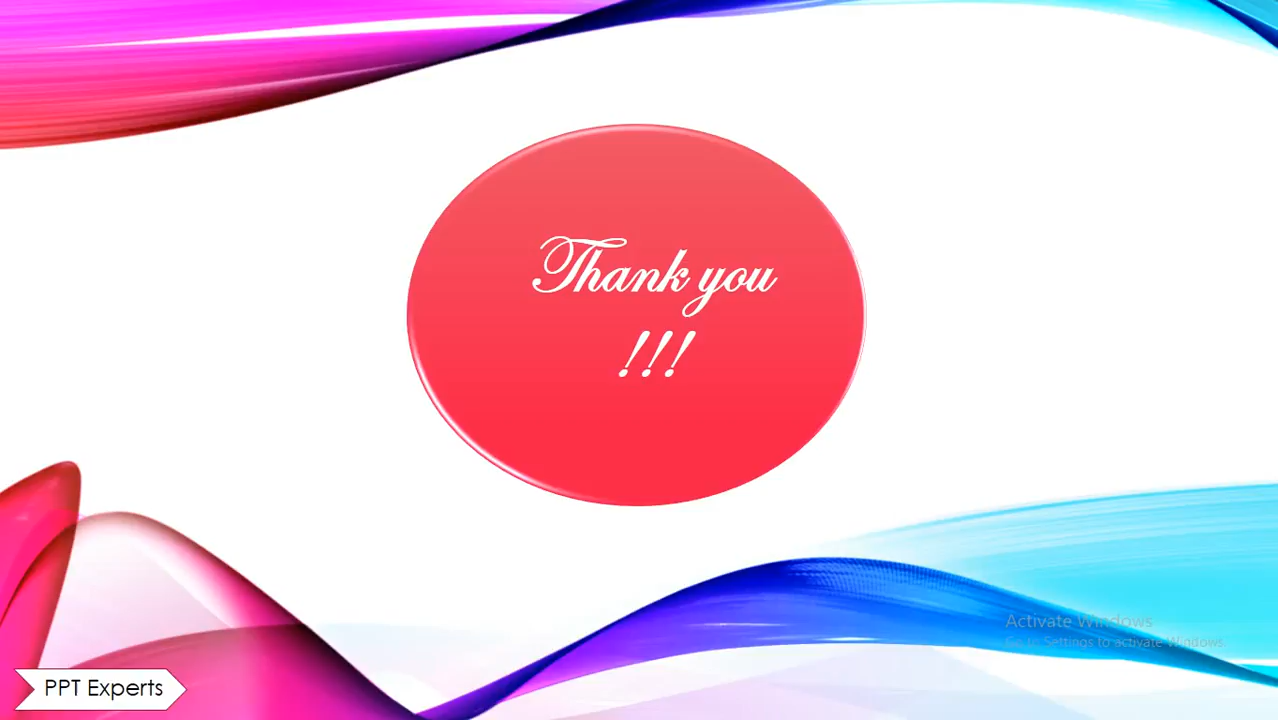 Thank you
!!!
Activate Windows
Go to Settings to activate Windows.
PPT Experts